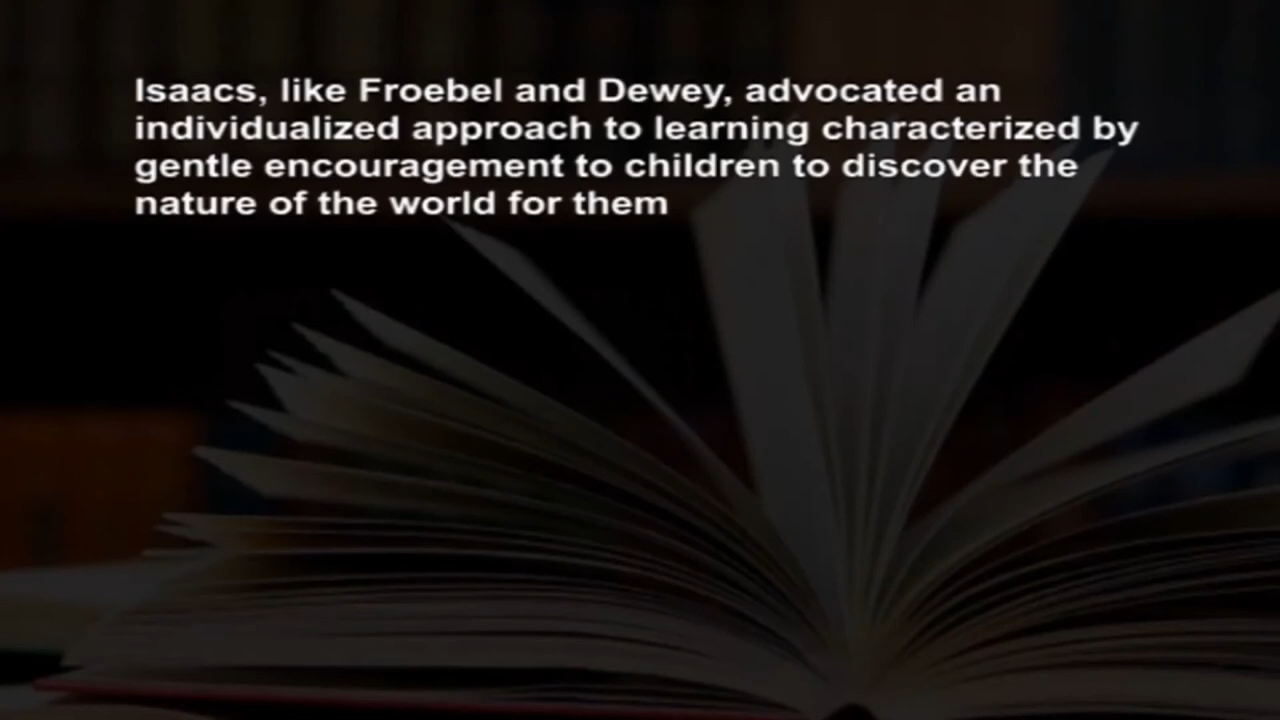 Isaacs, like Froebel and Dewey, advocated an
individualized approach to learning characterized by
gentle encouragement to children to discover the
nature of the world for them